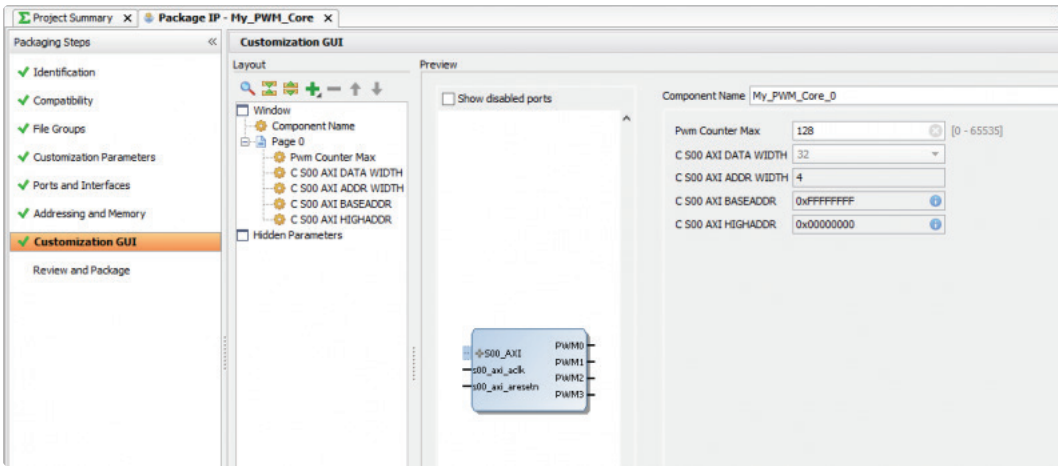 Project Summary X Package IP - My_PWM_Core X
Packaging Steps «
Identification
Compatibility
File Groups
Customization Parameters
Ports and Interfaces
Addressing and Memory
Customization GUI
Review and Package
Customization GUI
Layout
Window
Component Name
Page 0
Pwm Counter Max
C S00 AXI DATA WIDTH
C S00 AXI ADDR WIDTH
C S00 AXI BASEADDR
C S00 AXI HIGHADDR
Hidden Parameters
Preview
Show disabled ports
S00_AXI
s00_axi_aclk
s00_axi_aresetn
PWM0
PWM1
PWM2
PWM3
Component Name My_PWM_Core_0
Pwm Counter Max 128 [0 - 65535]
C S00 AXI DATA WIDTH 32
C S00 AXI ADDR WIDTH 4
C S00 AXI BASEADDR 0xFFFFFFFF
C S00 AXI HIGHADDR 0x00000000